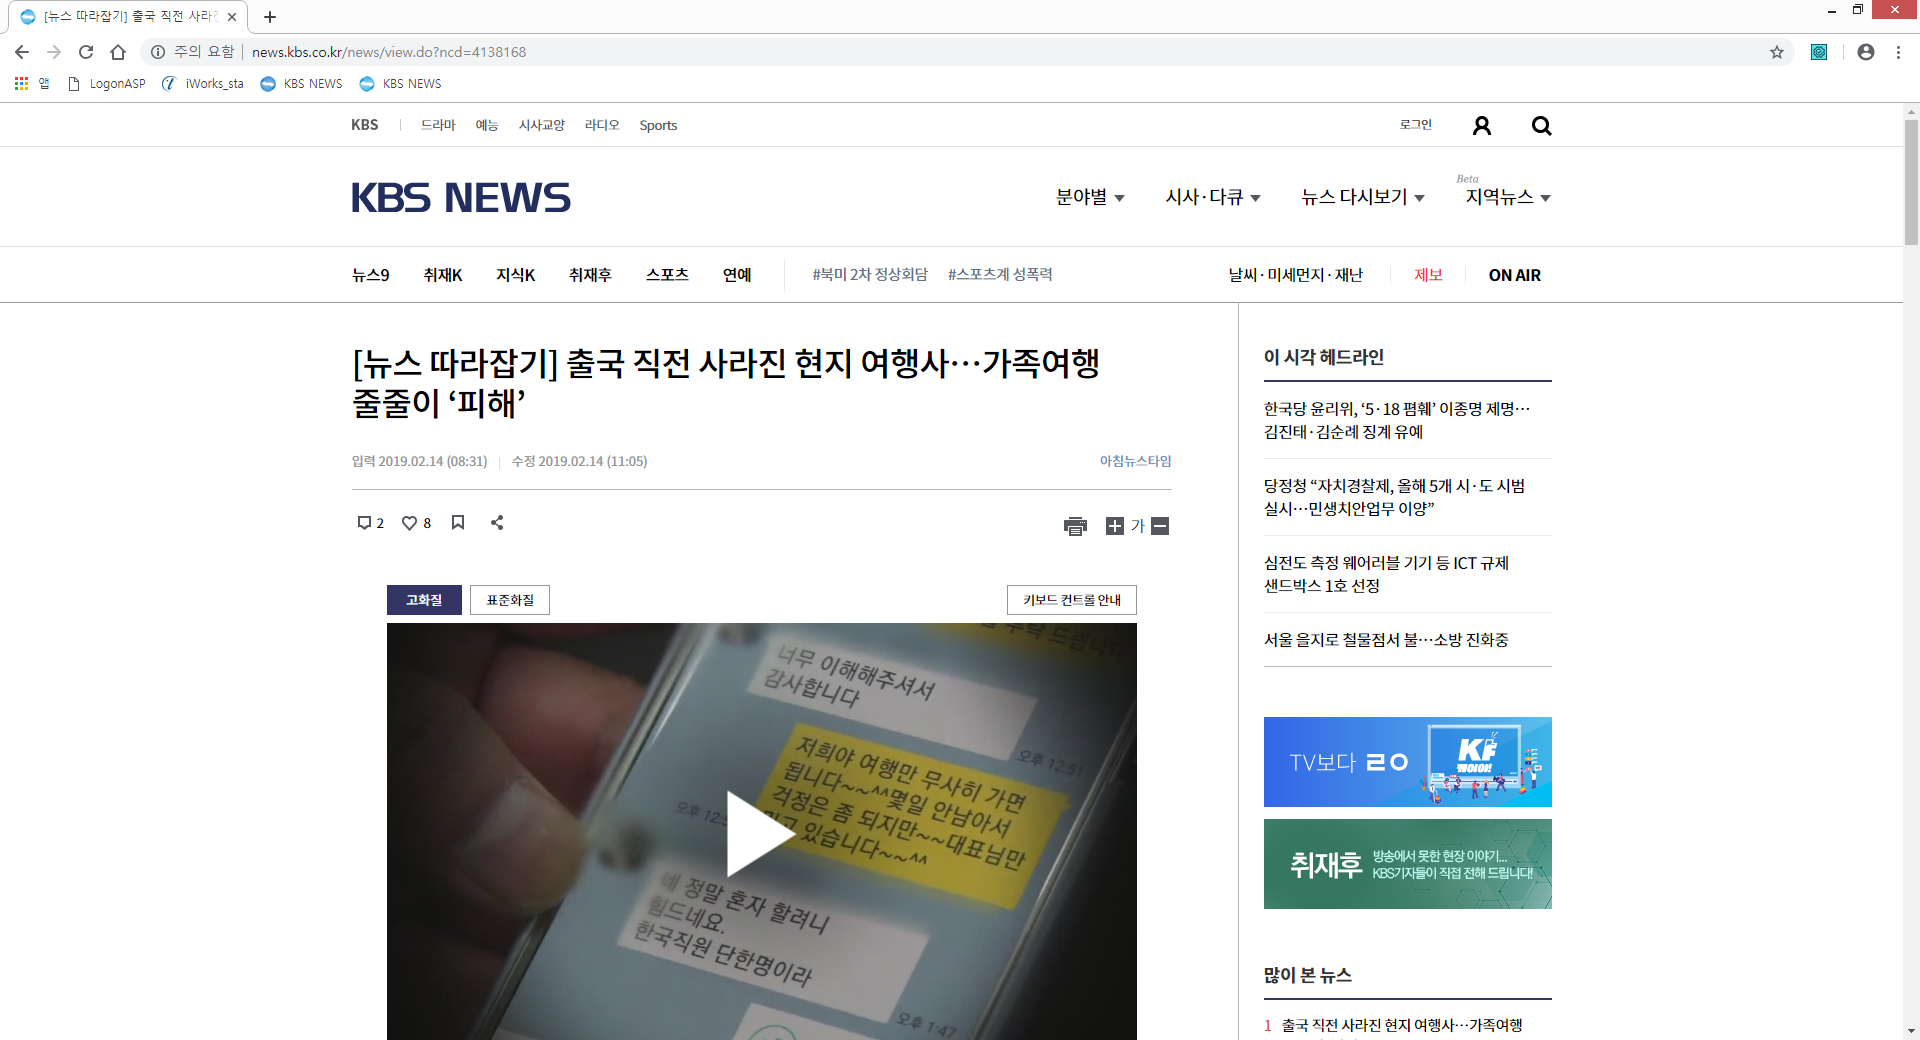 [뉴스 따라잡기] 출국 직전 사라진
주의 요함
news.kbs.co.kr/news/view.do?ncd=4138168
앱
LogonASP
iWorks_sta
KBS NEWS
KBS NEWS
KBS
드라마
예능
시사교양
라디오
Sports
로그인
KBS NEWS
분야별
시사·다큐
뉴스 다시보기
Beta
지역뉴스
뉴스9
취재K
지식K
취재후
스포츠
연예
#북미 2차 정상회담
#스포츠계 성폭력
날씨·미세먼지·재난
제보
ON AIR
[뉴스 따라잡기] 출국 직전 사라진 현지 여행사…가족여행
줄줄이 ‘피해’
입력 2019.02.14 (08:31)
수정 2019.02.14 (11:05)
아침뉴스타임
2
8
가
고화질
표준화질
키보드 컨트롤 안내
너무 이해해주셔서
감사합니다
오후 12:51
저희야 여행만 무사히 가면
됩니다~~^^몇일 안남아서
걱정은 좀 되지만~~대표님만
있습니다~~^^
네 정말 혼자 할려니
힘드네요.
한국직원 단한명이라
오후 1:47
이 시각 헤드라인
한국당 윤리위, ‘5·18 폄훼’ 이종명 제명…
김진태·김순례 징계 유예
당정청 “자치경찰제, 올해 5개 시·도 시범
실시…민생치안업무 이양”
심전도 측정 웨어러블 기기 등 ICT 규제
샌드박스 1호 선정
서울 을지로 철물점서 불…소방 진화중
TV보다 ㄹㅇ
KF
케이야!
취재후
방송에서 못한 현장 이야기...
KBS기자들이 직접 전해 드립니다!
많이 본 뉴스
1 출국 직전 사라진 현지 여행사…가족여행